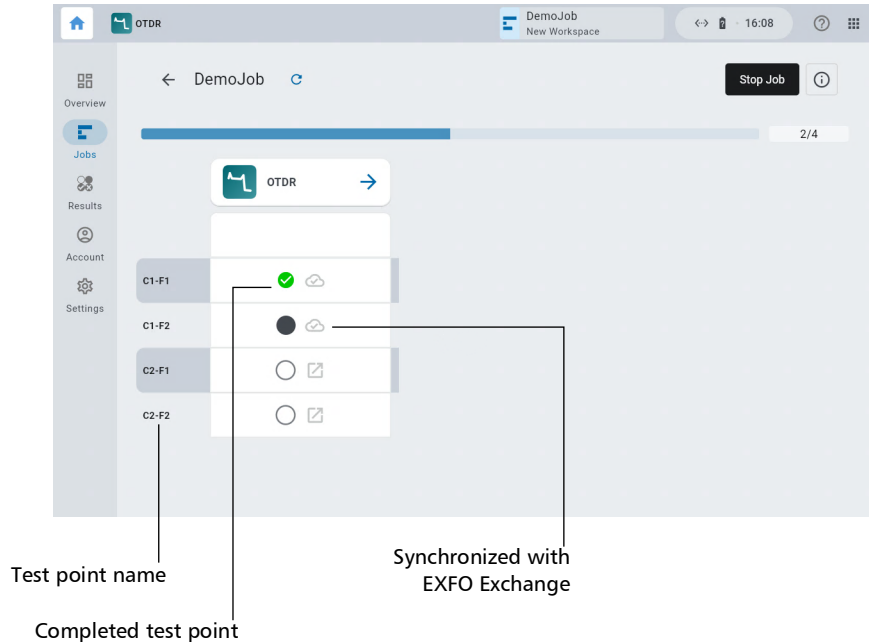 OTDR
DemoJob
New Workspace
16:08
Overview
Jobs
Results
Account
Settings
DemoJob
Stop Job
2/4
OTDR
C1-F1
C1-F2
C2-F1
C2-F2
Test point name
Completed test point
Synchronized with
EXFO Exchange